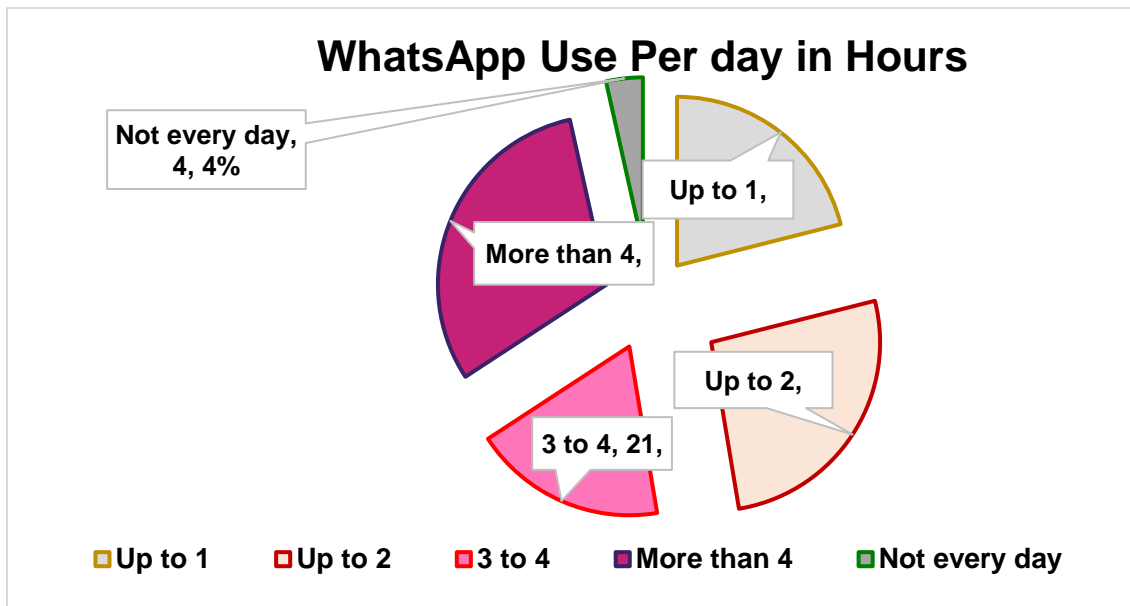 WhatsApp Use Per day in Hours
Not every day,
4, 4%
Up to 1,
More than 4,
Up to 2,
3 to 4, 21,
Up to 1
Up to 2
3 to 4
More than 4
Not every day